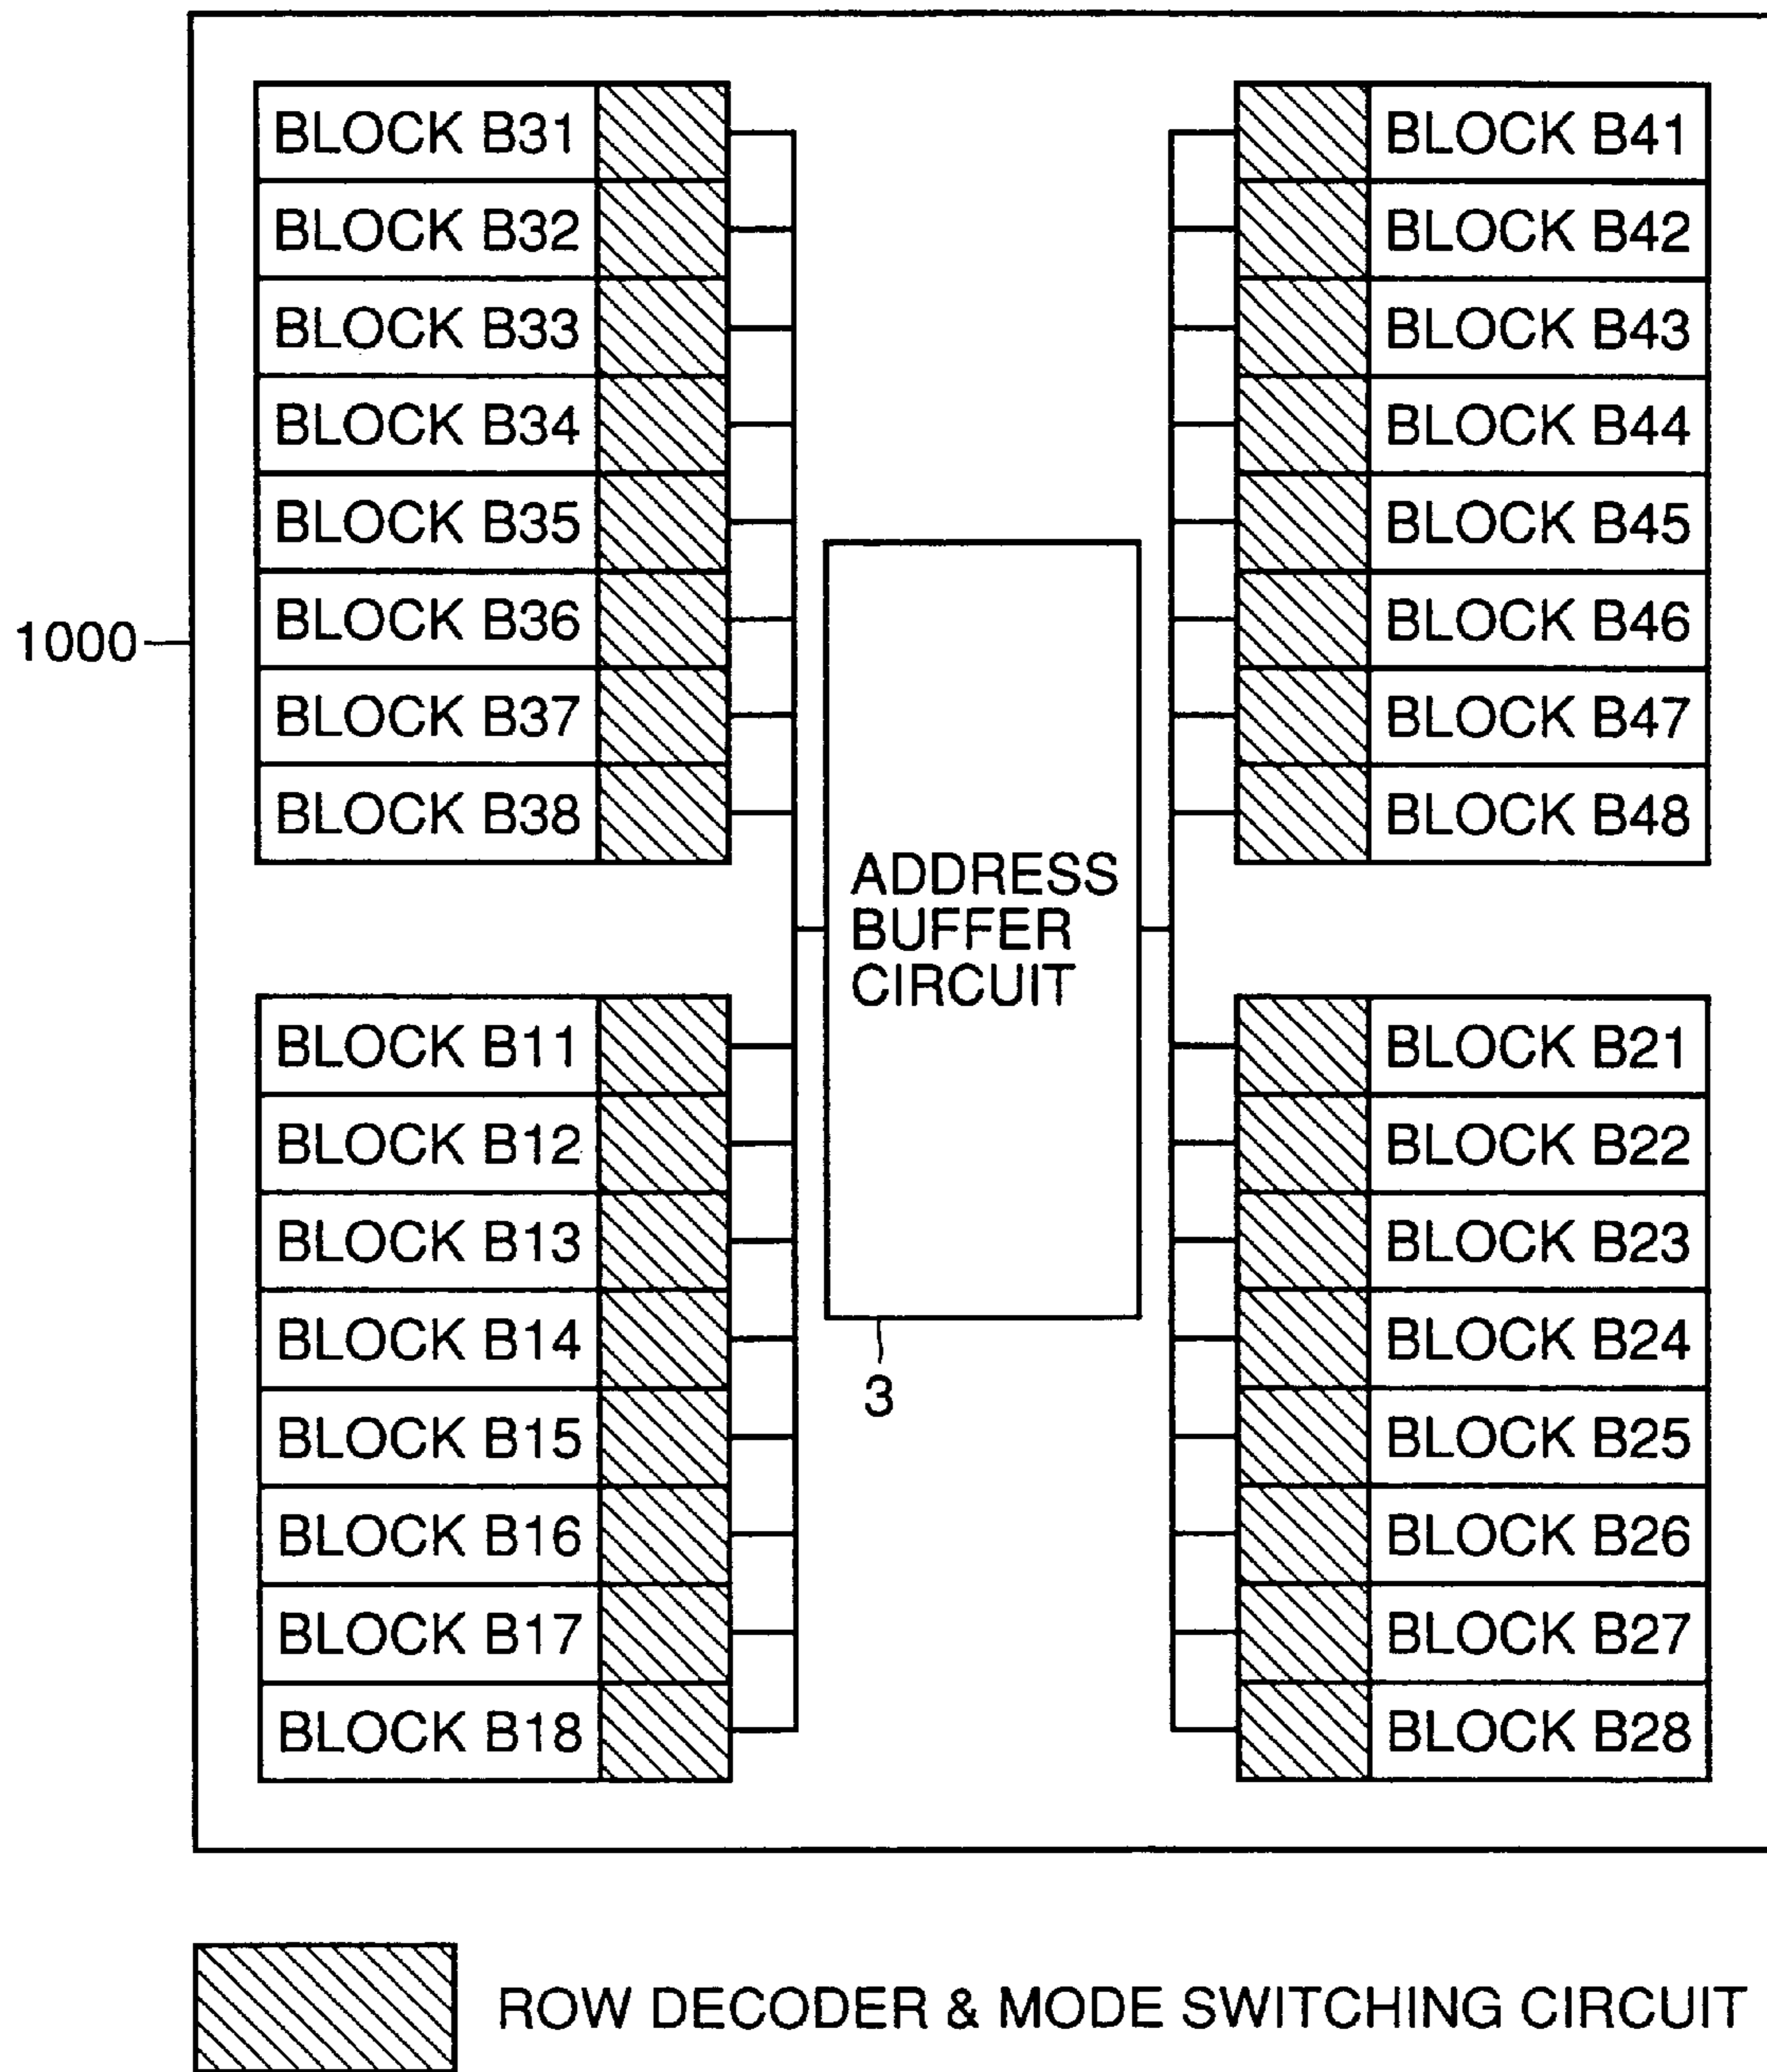 BLOCK B31
BLOCK B32
BLOCK B33
BLOCK B34
BLOCK B35
BLOCK B36
BLOCK B37
BLOCK B38
BLOCK B41
BLOCK B42
BLOCK B43
BLOCK B44
BLOCK B45
BLOCK B46
BLOCK B47
BLOCK B48
1000
ADDRESS
BUFFER
CIRCUIT
3
BLOCK B11
BLOCK B12
BLOCK B13
BLOCK B14
BLOCK B15
BLOCK B16
BLOCK B17
BLOCK B18
BLOCK B21
BLOCK B22
BLOCK B23
BLOCK B24
BLOCK B25
BLOCK B26
BLOCK B27
BLOCK B28
ROW DECODER & MODE SWITCHING CIRCUIT